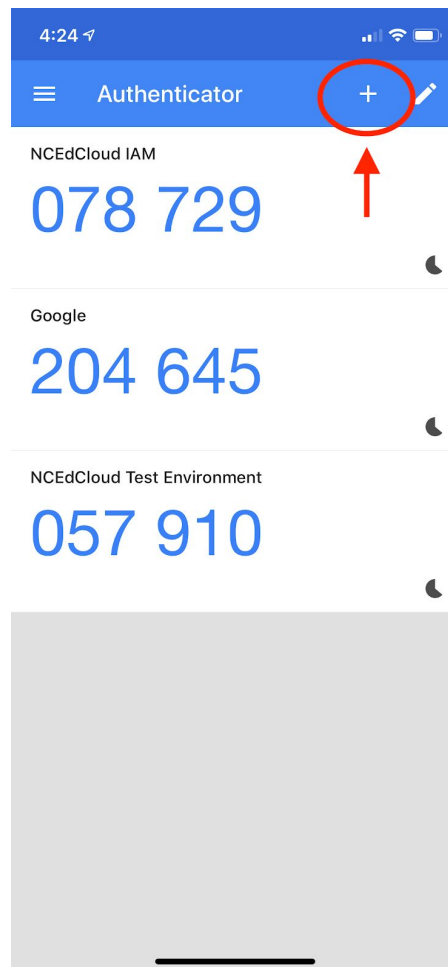 4:24
Authenticator
+
NCEdCloud IAM
078 729
Google
204 645
NCEdCloud Test Environment
057 910